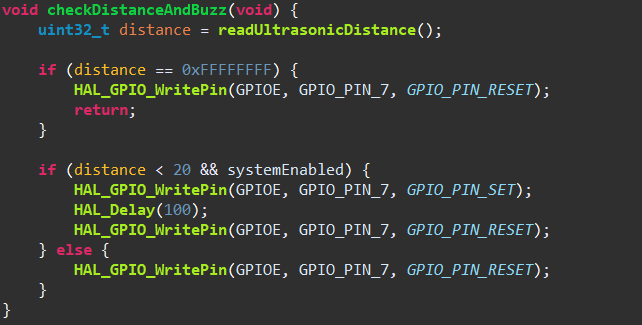 void checkDistanceAndBuzz(void) {
    uint32_t distance = readUltrasonicDistance();

    if (distance == 0xFFFFFFFF) {
        HAL_GPIO_WritePin(GPIOE, GPIO_PIN_7, GPIO_PIN_RESET);
        return;
    }

    if (distance < 20 && systemEnabled) {
        HAL_GPIO_WritePin(GPIOE, GPIO_PIN_7, GPIO_PIN_SET);
        HAL_Delay(100);
        HAL_GPIO_WritePin(GPIOE, GPIO_PIN_7, GPIO_PIN_RESET);
    } else {
        HAL_GPIO_WritePin(GPIOE, GPIO_PIN_7, GPIO_PIN_RESET);
    }
}